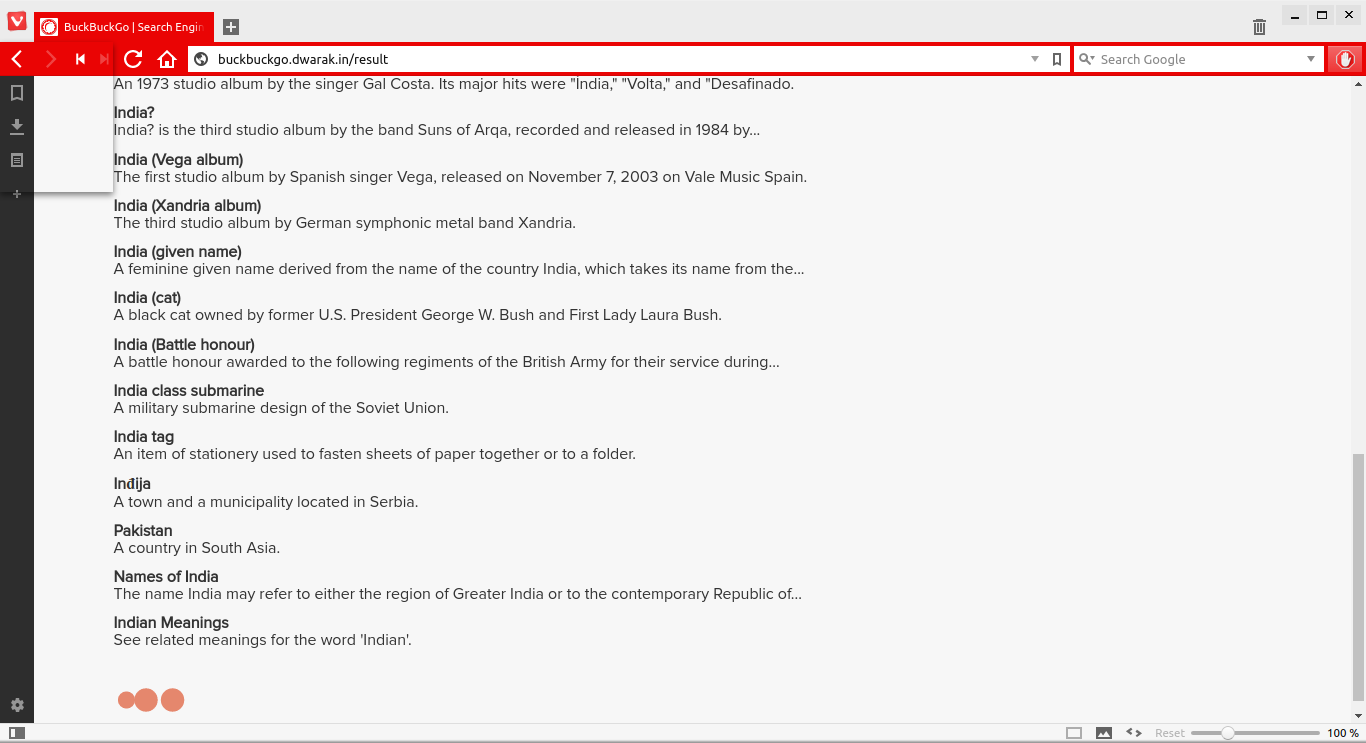 BuckBuckGo | Search Engin
buckbuckgo.dwarak.in/result
Search Google
An 1973 studio album by the singer Gal Costa. Its major hits were "India," "Volta," and "Desafinado.
India?
India? is the third studio album by the band Suns of Arqa, recorded and released in 1984 by...
India (Vega album)
The first studio album by Spanish singer Vega, released on November 7, 2003 on Vale Music Spain.
India (Xandria album)
The third studio album by German symphonic metal band Xandria.
India (given name)
A feminine given name derived from the name of the country India, which takes its name from the...
India (cat)
A black cat owned by former U.S. President George W. Bush and First Lady Laura Bush.
India (Battle honour)
A battle honour awarded to the following regiments of the British Army for their service during...
India class submarine
A military submarine design of the Soviet Union.
India tag
An item of stationery used to fasten sheets of paper together or to a folder.
Inđija
A town and a municipality located in Serbia.
Pakistan
A country in South Asia.
Names of India
The name India may refer to either the region of Greater India or to the contemporary Republic of...
Indian Meanings
See related meanings for the word 'Indian'.
Reset
100 %